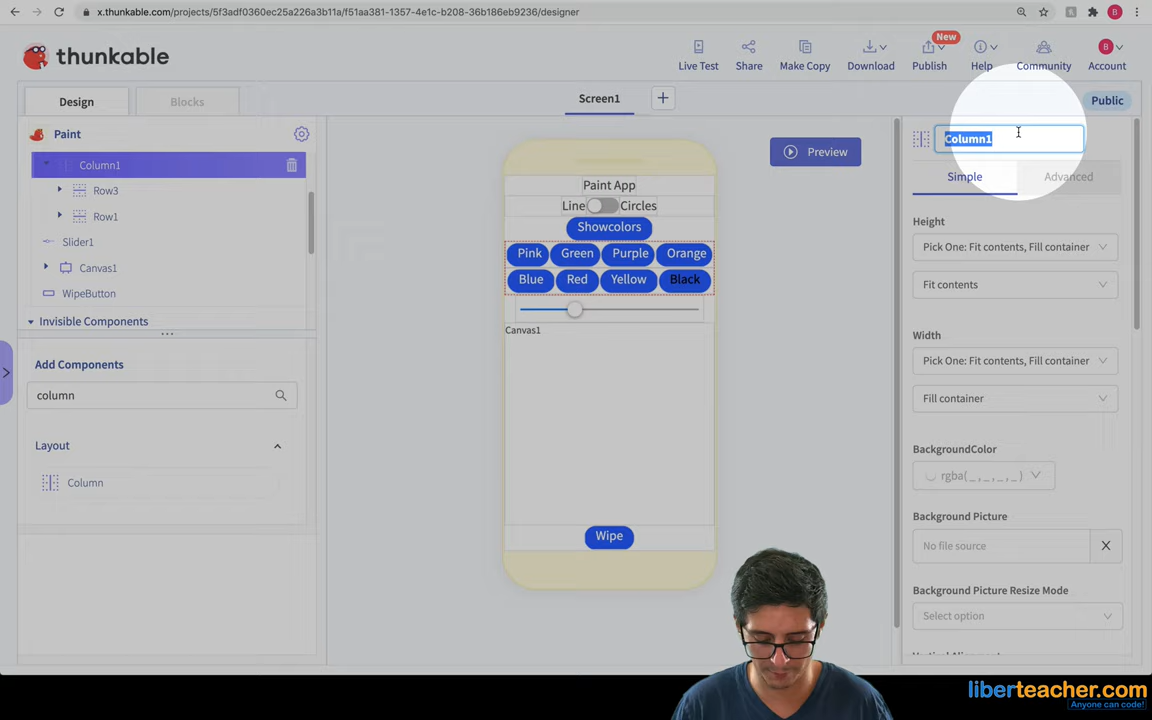 x.thunkable.com/projects/5f3adf0360ec25a226a3b11a/f51aa381-1357-4e1c-b208-36b186eb9236/designer
B
thunkable
Live Test
Share
Make Copy
Download
New
Publish
Help
Community
B
Account
Design
Blocks
Screen1
+
Public
Paint
Column1
Row3
Row1
Slider1
Canvas1
WipeButton
Invisible Components
Add Components
column
Layout
Column
Preview
Paint App
Line Circles
Showcolors
Pink Green Purple Orange
Blue Red Yellow Black
Canvas1
Wipe
Column1
Simple
Advanced
Height
Pick One: Fit contents, Fill container
Fit contents
Width
Pick One: Fit contents, Fill container
Fill container
BackgroundColor
rgba(_,_,_,_)
Background Picture
No file source
X
Background Picture Resize Mode
Select option
Vertical Alignment
liberteacher.com
Anyone can code!